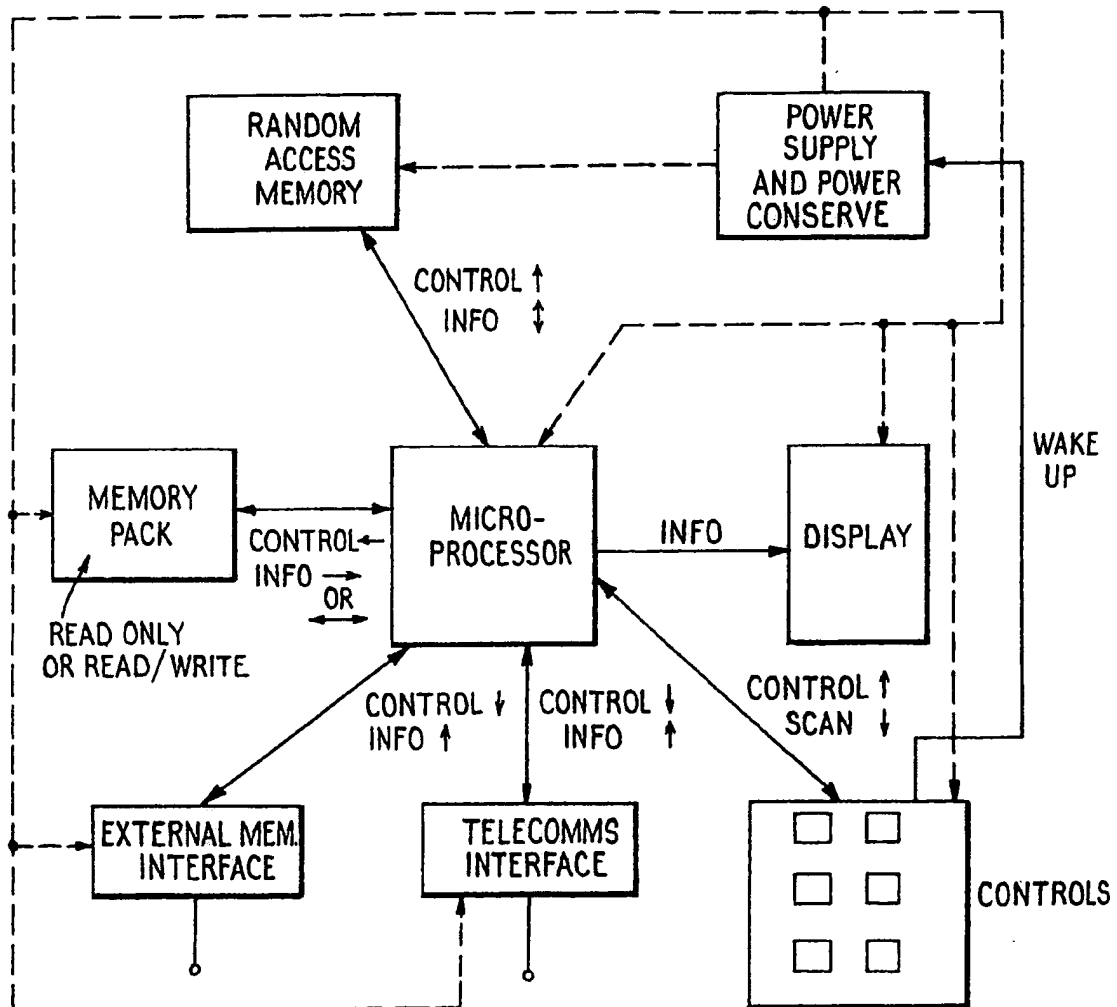 RANDOM
ACCESS
MEMORY
POWER
SUPPLY
AND POWER
CONSERVE
CONTROL ↑
INFO ↕
WAKE
UP
MEMORY
PACK
CONTROL ←
INFO →
OR
↔
READ ONLY
OR READ/WRITE
MICRO-
PROCESSOR
INFO
DISPLAY
CONTROL ↓
INFO ↑
CONTROL ↓
INFO ↑
CONTROL ↑
SCAN ↓
EXTERNAL MEM.
INTERFACE
TELECOMMS
INTERFACE
CONTROLS